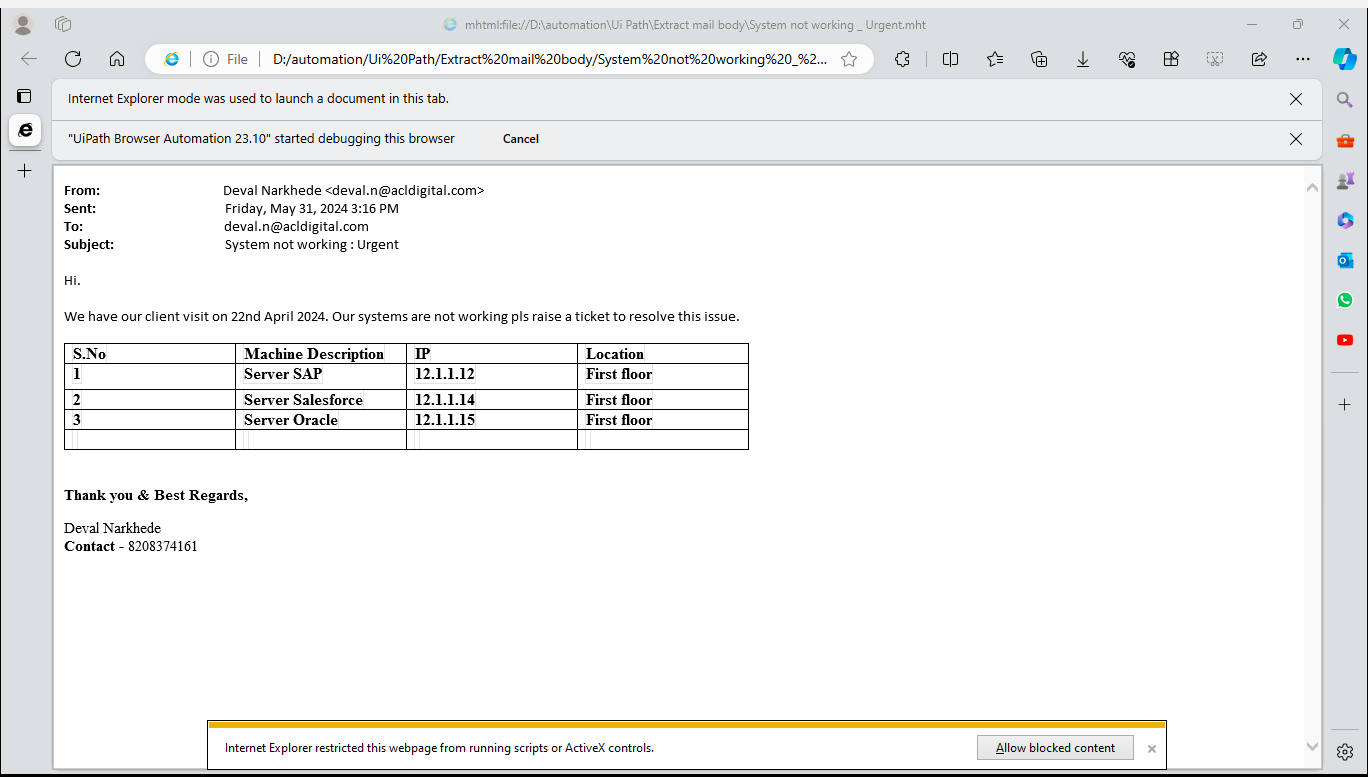 mhtml:file://D:\automation\Ui Path\Extract mail body\System not working _ Urgent.mht
File
D:/automation/Ui%20Path/Extract%20mail%20body/System%20not%20working%20_%2...
Internet Explorer mode was used to launch a document in this tab.
"UiPath Browser Automation 23.10" started debugging this browser Cancel
From: Deval Narkhede <deval.n@acldigital.com>
Sent: Friday, May 31, 2024 3:16 PM
To: deval.n@acldigital.com
Subject: System not working : Urgent
Hi.
We have our client visit on 22nd April 2024. Our systems are not working pls raise a ticket to resolve this issue.
S.No Machine Description IP Location
1 Server SAP 12.1.1.12 First floor
2 Server Salesforce 12.1.1.14 First floor
3 Server Oracle 12.1.1.15 First floor
Thank you & Best Regards,
Deval Narkhede
Contact - 8208374161
Internet Explorer restricted this webpage from running scripts or ActiveX controls. Allow blocked content